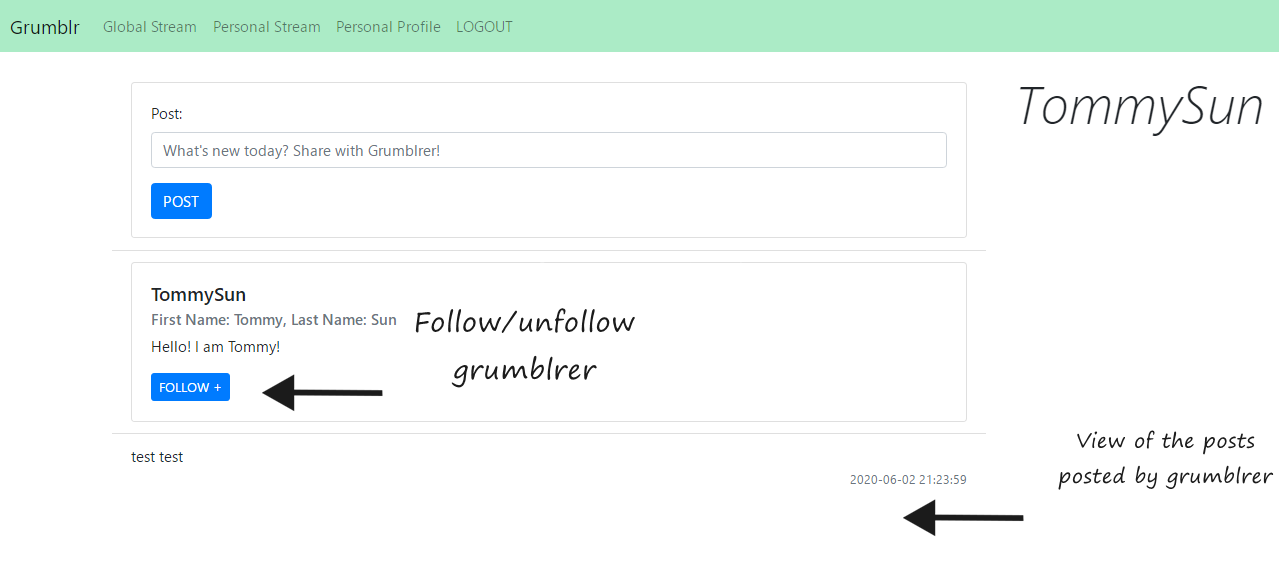 Grumblr Global Stream Personal Stream Personal Profile LOGOUT
TommySun
Post:
What's new today? Share with Grumblrer!
POST
TommySun
First Name: Tommy, Last Name: Sun
Hello! I am Tommy!
FOLLOW +
Follow/unfollow
grumblrer
test test
2020-06-02 21:23:59
View of the posts
posted by grumblrer